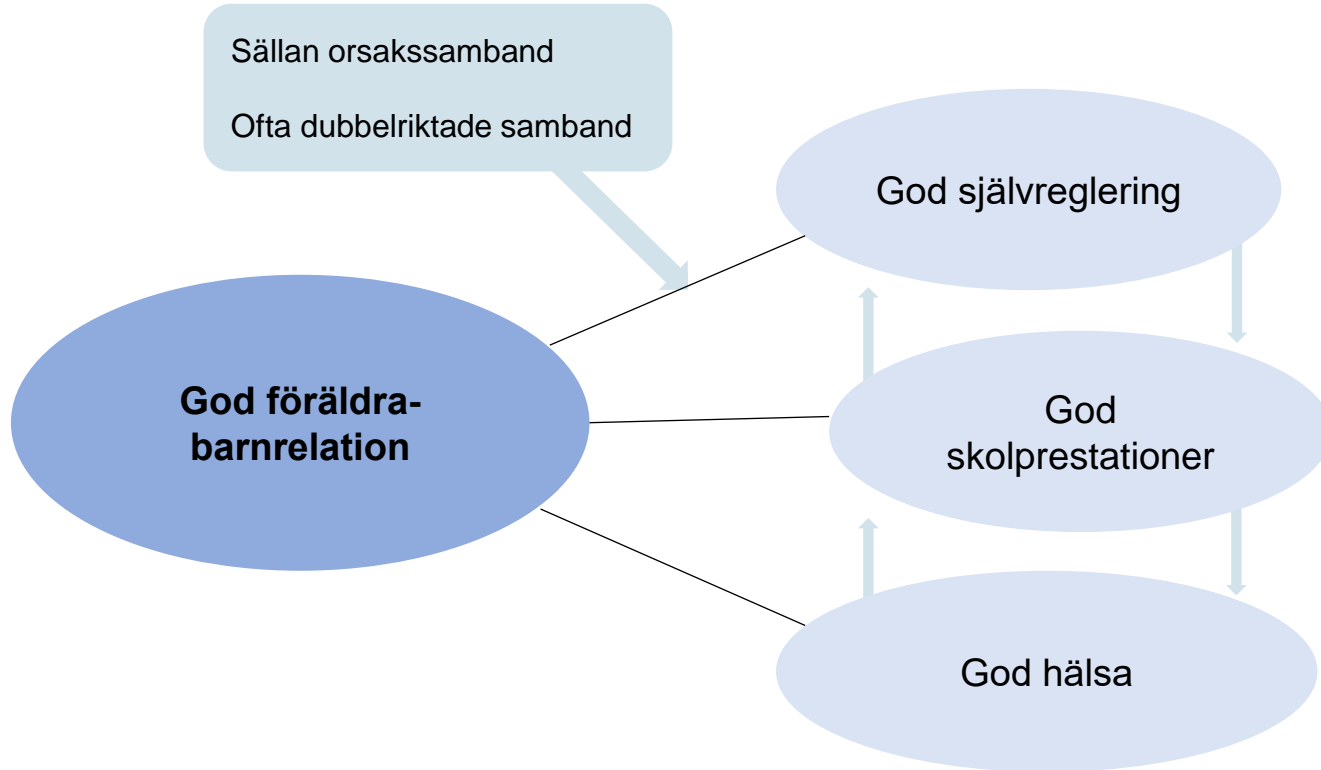 Sällan orsakssamband
Ofta dubbelriktade samband
God självreglering
God föräldra-
barnrelation
God
skolprestationer
God hälsa